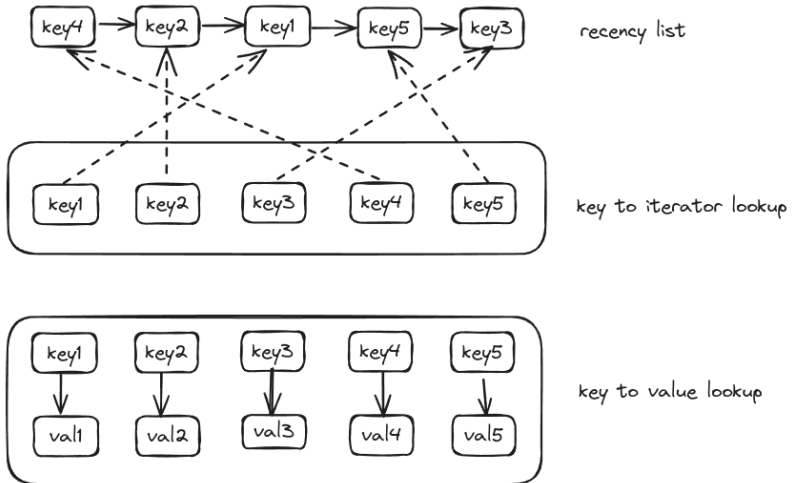 key4 key2 key1 key5 key3 recency list
key1 key2 key3 key4 key5 key to iterator lookup
key1 key2 key3 key4 key5
key to value lookup
val1 val2 val3 val4 val5